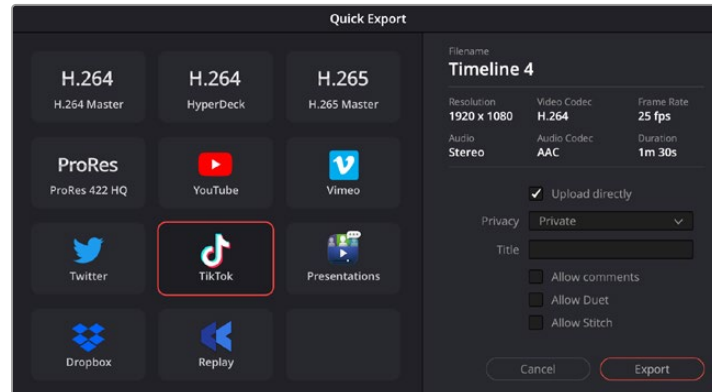 Quick Export
H.264 H.264 H.265
H.264 Master HyperDeck H.265 Master
ProRes
ProRes 422 HQ YouTube Vimeo
Twitter TikTok Presentations
Dropbox Replay
Filename
Timeline 4
Resolution Video Codec Frame Rate
1920 x 1080 H.264 25 fps
Audio Audio Codec Duration
Stereo AAC 1m 30s
Upload directly
Privacy Private
Title
Allow comments
Allow Duet
Allow Stitch
Cancel Export